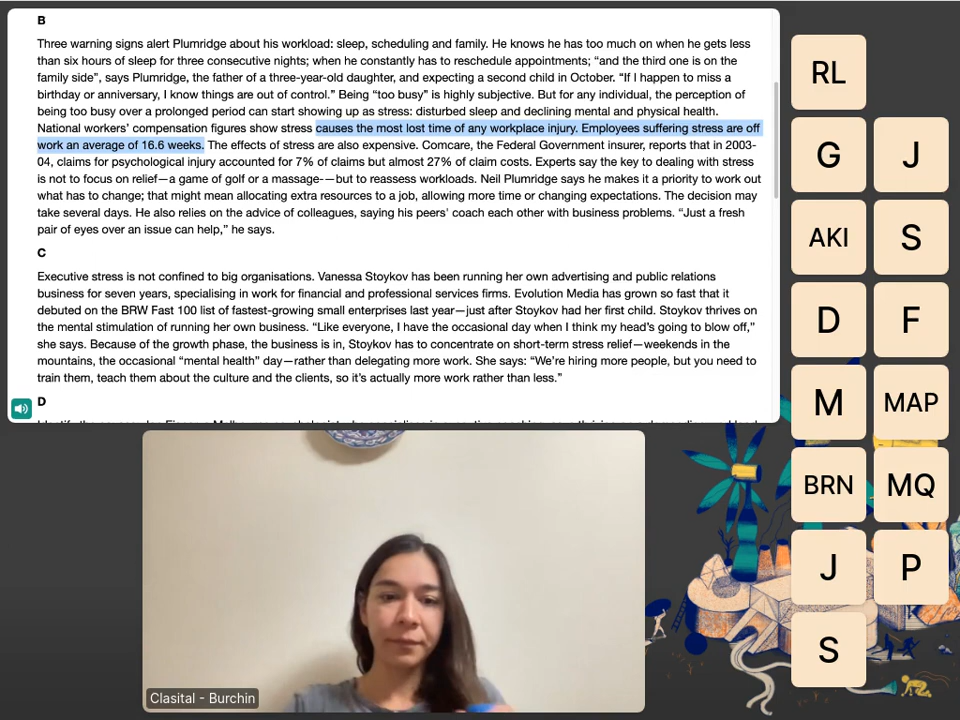 B
Three warning signs alert Plumridge about his workload: sleep, scheduling and family. He knows he has too much on when he gets less
than six hours of sleep for three consecutive nights; when he constantly has to reschedule appointments; “and the third one is on the
family side”, says Plumridge, the father of a three-year-old daughter, and expecting a second child in October. “If I happen to miss a
birthday or anniversary, I know things are out of control.” Being “too busy” is highly subjective. But for any individual, the perception of
being too busy over a prolonged period can start showing up as stress: disturbed sleep and declining mental and physical health.
National workers’ compensation figures show stress causes the most lost time of any workplace injury. Employees suffering stress are off
work an average of 16.6 weeks. The effects of stress are also expensive. Comcare, the Federal Government insurer, reports that in 2003-
04, claims for psychological injury accounted for 7% of claims but almost 27% of claim costs. Experts say the key to dealing with stress
is not to focus on relief—a game of golf or a massage-—but to reassess workloads. Neil Plumridge says he makes it a priority to work out
what has to change; that might mean allocating extra resources to a job, allowing more time or changing expectations. The decision may
take several days. He also relies on the advice of colleagues, saying his peers' coach each other with business problems. “Just a fresh
pair of eyes over an issue can help,” he says.
C
Executive stress is not confined to big organisations. Vanessa Stoykov has been running her own advertising and public relations
business for seven years, specialising in work for financial and professional services firms. Evolution Media has grown so fast that it
debuted on the BRW Fast 100 list of fastest-growing small enterprises last year—just after Stoykov had her first child. Stoykov thrives on
the mental stimulation of running her own business. “Like everyone, I have the occasional day when I think my head’s going to blow off,”
she says. Because of the growth phase, the business is in, Stoykov has to concentrate on short-term stress relief—weekends in the
mountains, the occasional “mental health” day—rather than delegating more work. She says: “We’re hiring more people, but you need to
train them, teach them about the culture and the clients, so it’s actually more work rather than less.”
D
Clasital - Burchin
RL
G J
AKI S
D F
M MAP
BRN MQ
J P
S